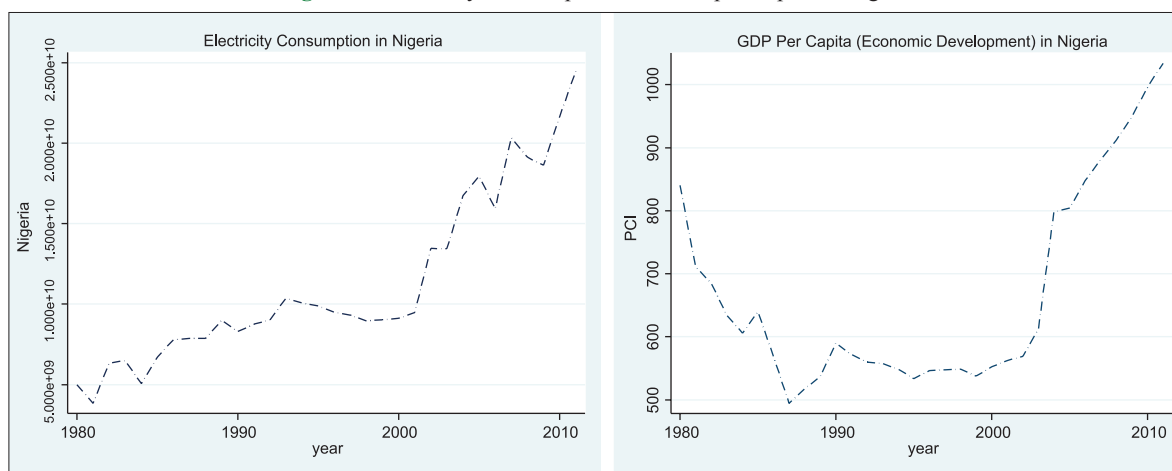 Electricity Consumption in Nigeria
Nigeria
2.500e+10
2.000e+10
1.500e+10
1.000e+10
5.000e+09
1980
1990
2000
2010
year
GDP Per Capita (Economic Development) in Nigeria
PCI
1000
900
800
700
600
500
1980
1990
2000
2010
year